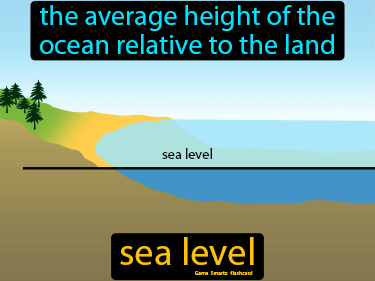 the average height of the
ocean relative to the land
sea level
sea level
Game Smartz flashcard